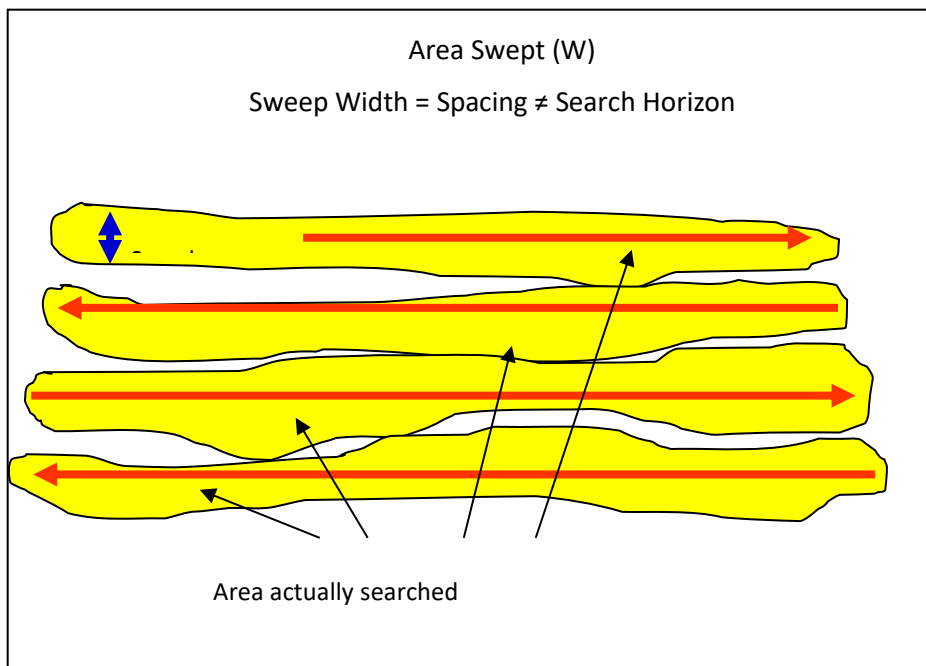 Area Swept (W)
Sweep Width = Spacing ≠ Search Horizon
Area actually searched